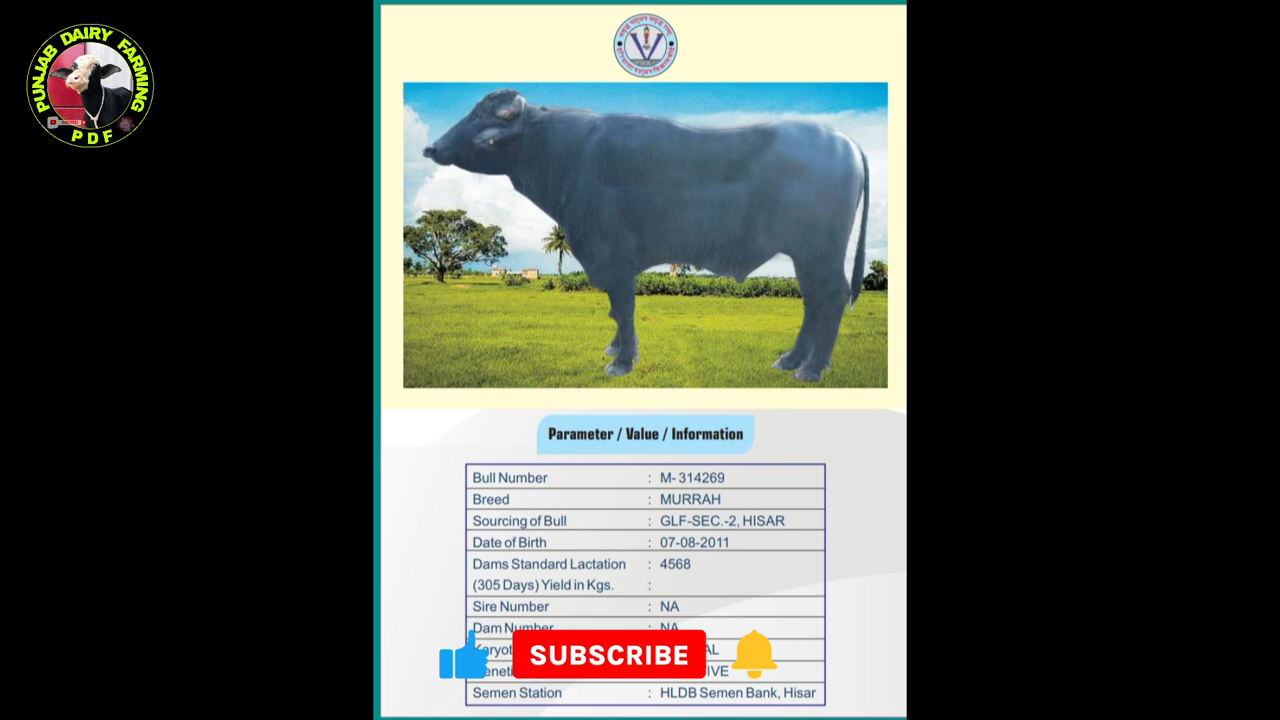 PUNJAB DAIRY FARMING
PDF
Parameter / Value / Information
Bull Number : M- 314269
Breed : MURRAH
Sourcing of Bull : GLF-SEC.-2, HISAR
Date of Birth : 07-08-2011
Dams Standard Lactation : 4568
(305 Days) Yield in Kgs. :
Sire Number : NA
Dam Number : NA
SUBSCRIBE
Semen Station : HLDB Semen Bank, Hisar